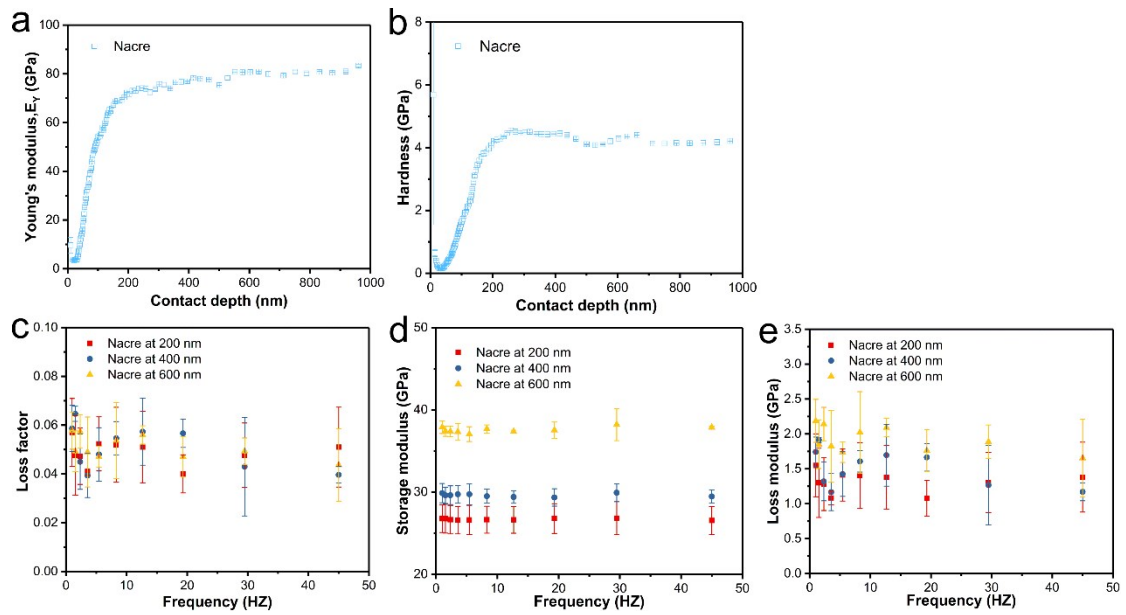 a
Young's modulus,EY (GPa)
100
80
60
40
20
0
Nacre
0 200 400 600 800 1000
Contact depth (nm)
b
Hardness (GPa)
8
6
4
2
0
Nacre
0 200 400 600 800 1000
Contact depth (nm)
c
Loss factor
0.10
0.08
0.06
0.04
0.02
0.00
Nacre at 200 nm
Nacre at 400 nm
Nacre at 600 nm
0 10 20 30 40 50
Frequency (HZ)
d
Storage modulus (GPa)
50
40
30
20
Nacre at 200 nm
Nacre at 400 nm
Nacre at 600 nm
0 10 20 30 40 50
Frequency (HZ)
e
Loss modulus (GPa)
3.5
3.0
2.5
2.0
1.5
1.0
0.5
0.0
Nacre at 200 nm
Nacre at 400 nm
Nacre at 600 nm
0 10 20 30 40 50
Frequency (HZ)